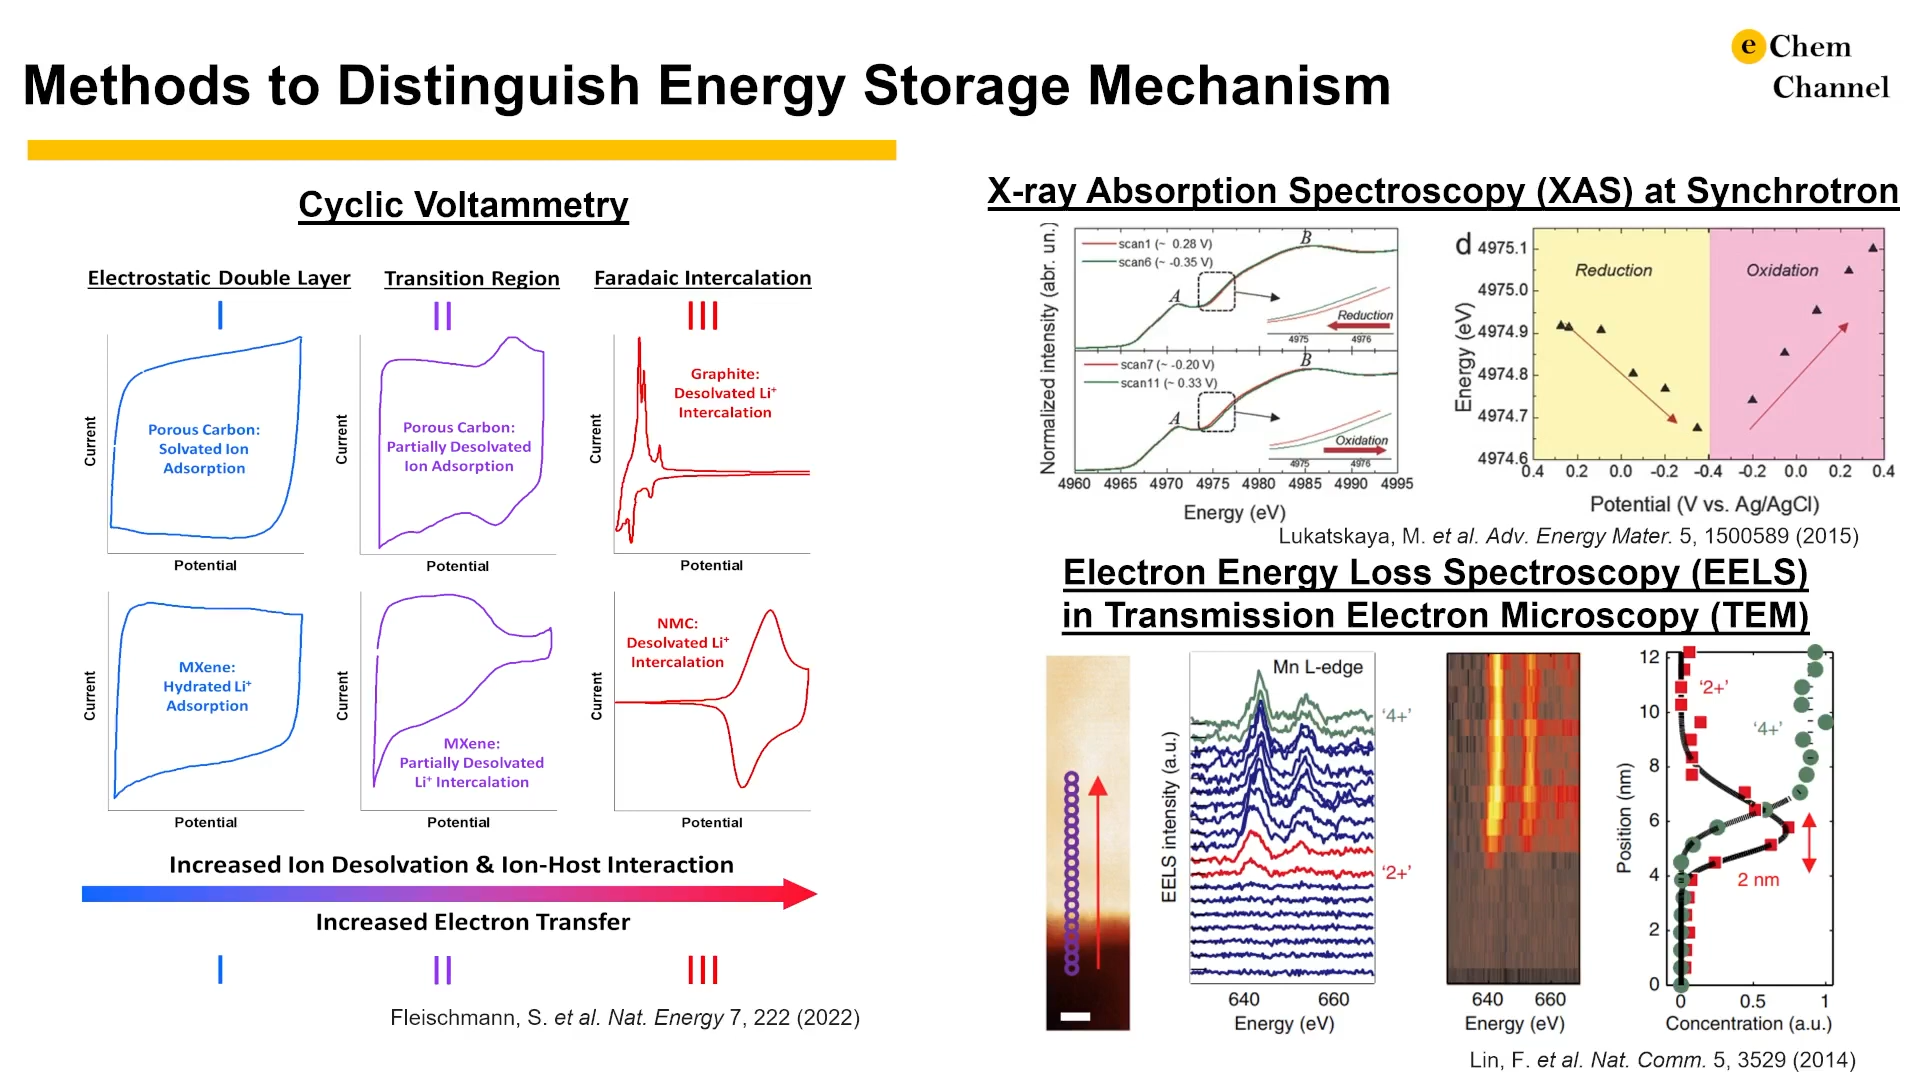 e Chem
Channel
Methods to Distinguish Energy Storage Mechanism
Cyclic Voltammetry
Electrostatic Double Layer
Transition Region
Faradaic Intercalation
I
II
III
Current
Porous Carbon:
Solvated Ion
Adsorption
Potential
Current
Porous Carbon:
Partially Desolvated
Ion Adsorption
Potential
Current
Graphite:
Desolvated Li⁺
Intercalation
Potential
Current
MXene:
Hydrated Li⁺
Adsorption
Potential
Current
MXene:
Partially Desolvated
Li⁺ Intercalation
Potential
Current
NMC:
Desolvated Li⁺
Intercalation
Potential
Increased Ion Desolvation & Ion-Host Interaction
Increased Electron Transfer
I
II
III
Fleischmann, S. et al. Nat. Energy 7, 222 (2022)
X-ray Absorption Spectroscopy (XAS) at Synchrotron
Normalized intensity (abr. un.)
scan1 (~ 0.28 V)
scan6 (~ -0.35 V)
A
B
Reduction
4975 4976
scan7 (~ -0.20 V)
scan11 (~ 0.33 V)
A
B
Oxidation
4975 4976
4960 4965 4970 4975 4980 4985 4990 4995
Energy (eV)
d
Energy (eV)
4975.1
4975.0
4974.9
4974.8
4974.7
4974.6
Reduction
Oxidation
0.4 0.2 0.0 -0.2 -0.4 -0.2 0.0 0.2 0.4
Potential (V vs. Ag/AgCl)
Lukatskaya, M. et al. Adv. Energy Mater. 5, 1500589 (2015)
Electron Energy Loss Spectroscopy (EELS)
in Transmission Electron Microscopy (TEM)
EELS intensity (a.u.)
Mn L-edge
‘4+’
‘2+’
640 660
Energy (eV)
640 660
Energy (eV)
Position (nm)
12
10
8
6
4
2
0
‘2+’
‘4+’
2 nm
0 0.5 1
Concentration (a.u.)
Lin, F. et al. Nat. Comm. 5, 3529 (2014)